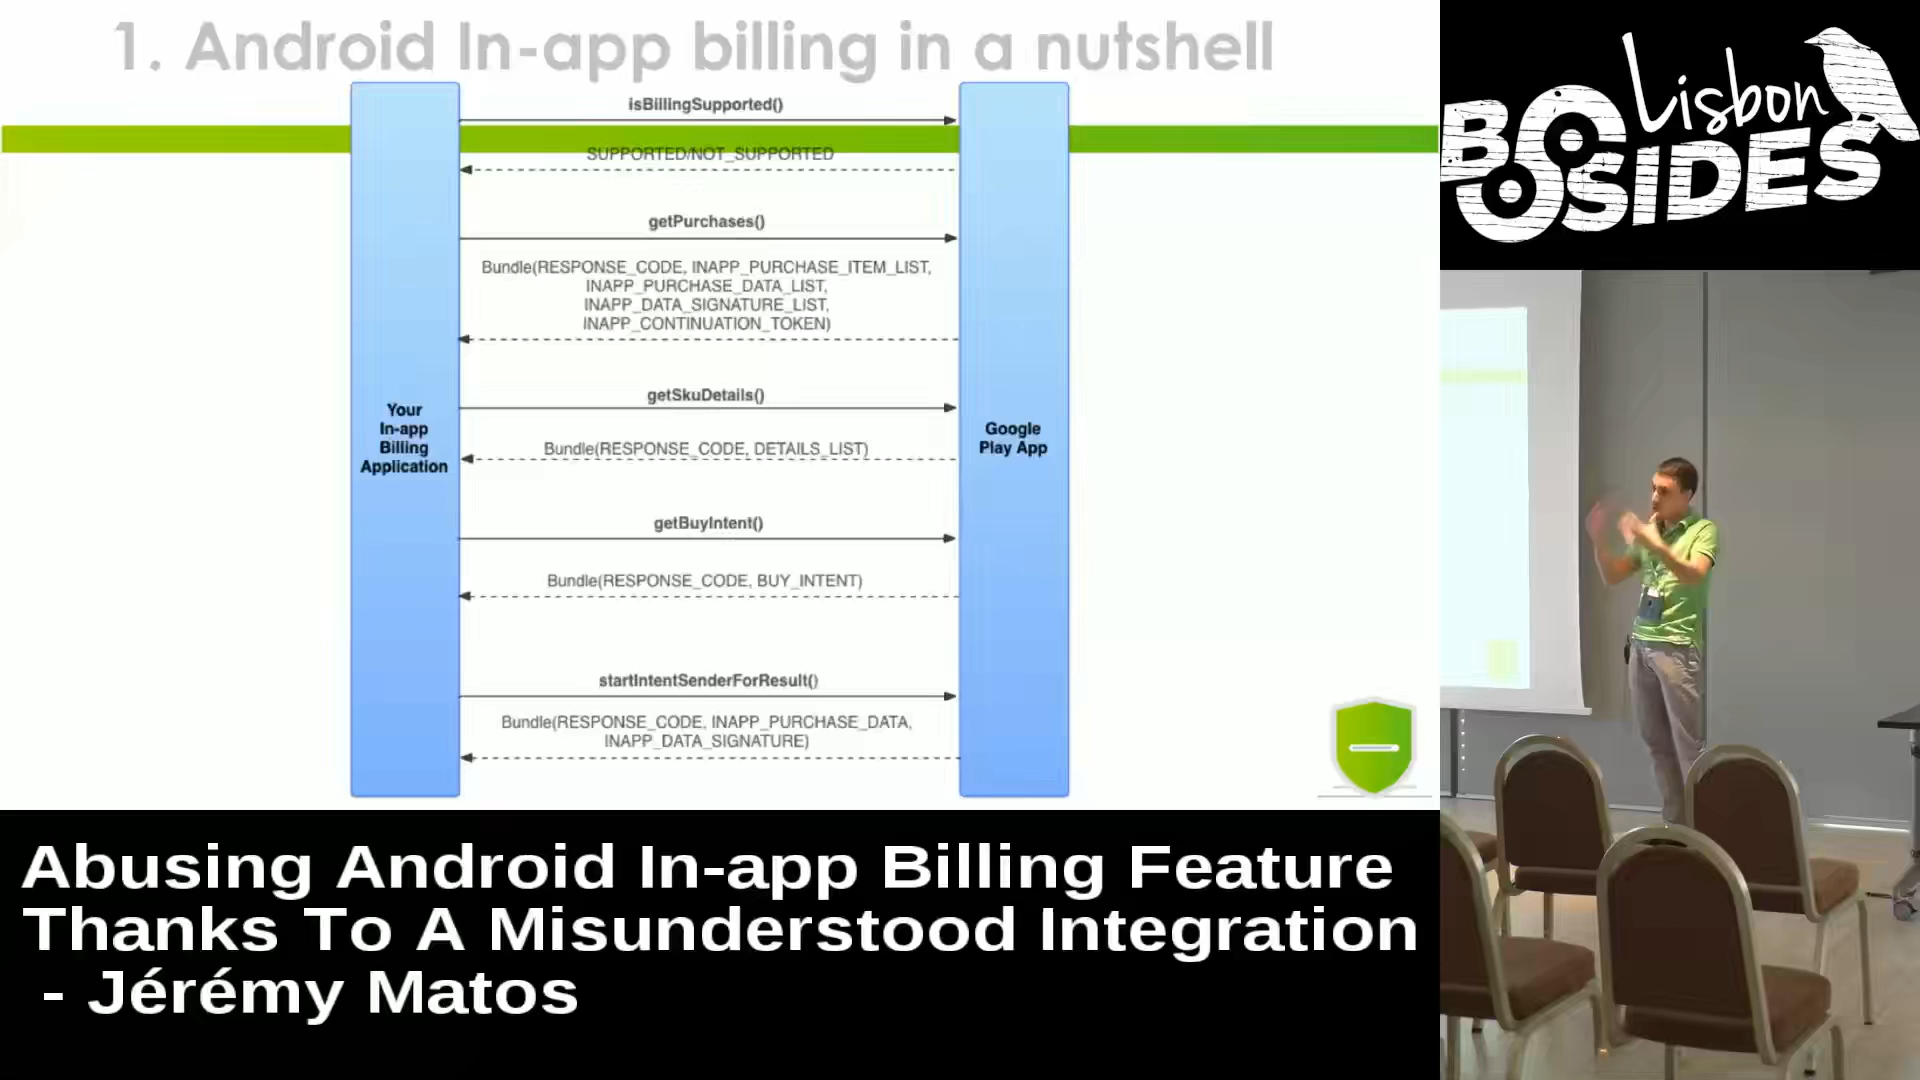 1. Android In-app billing in a nutshell
isBillingSupported()
SUPPORTED/NOT_SUPPORTED
getPurchases()
Bundle(RESPONSE_CODE, INAPP_PURCHASE_ITEM_LIST,
INAPP_PURCHASE_DATA_LIST,
INAPP_DATA_SIGNATURE_LIST,
INAPP_CONTINUATION_TOKEN)
getSkuDetails()
Bundle(RESPONSE_CODE, DETAILS_LIST)
getBuyIntent()
Bundle(RESPONSE_CODE, BUY_INTENT)
startIntentSenderForResult()
Bundle(RESPONSE_CODE, INAPP_PURCHASE_DATA,
INAPP_DATA_SIGNATURE)
Your
In-app
Billing
Application
Google
Play App
Lisbon
BSIDES
Abusing Android In-app Billing Feature
Thanks To A Misunderstood Integration
- Jérémy Matos